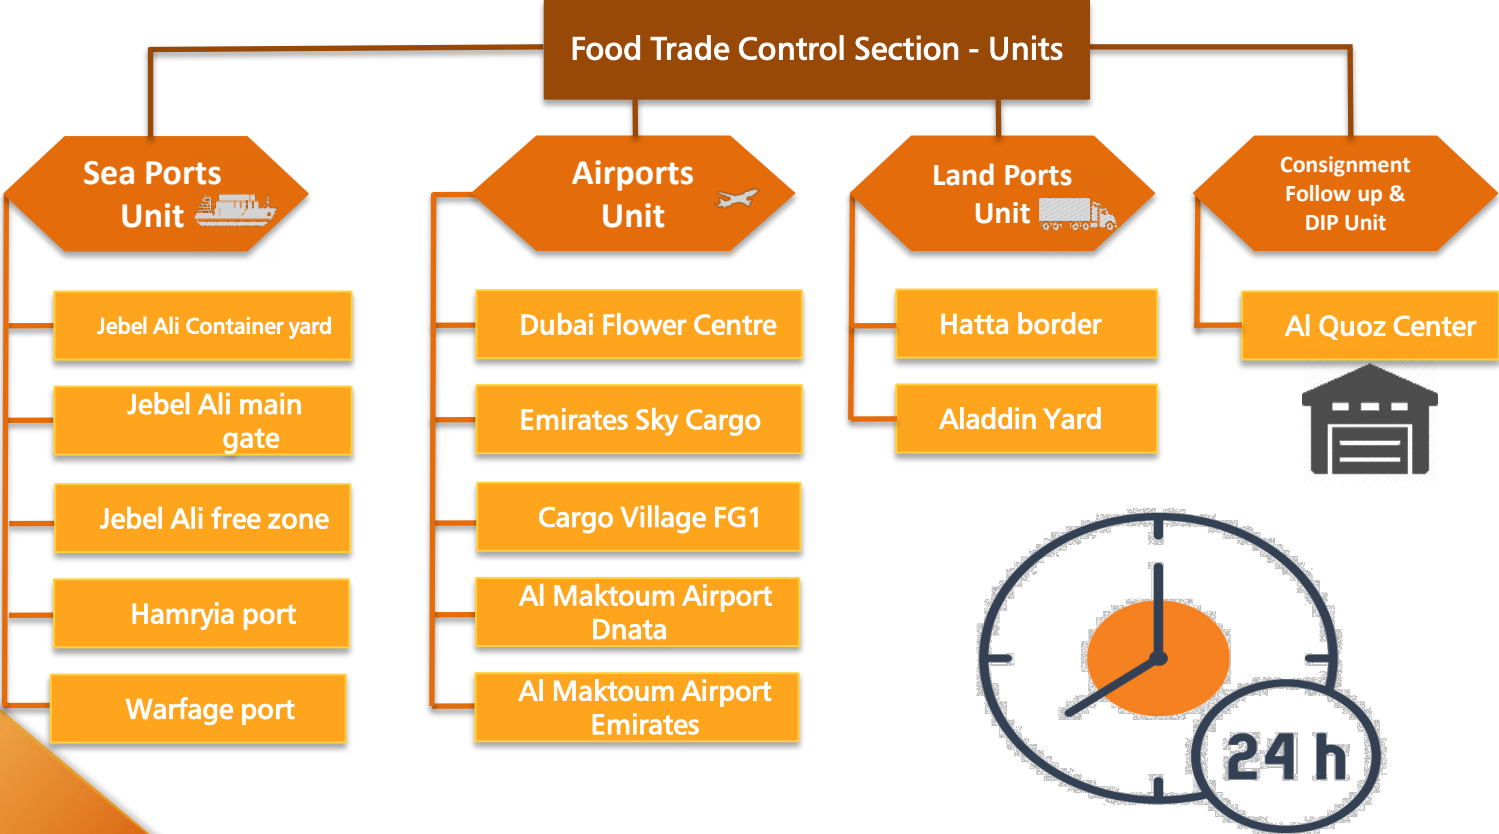 Food Trade Control Section - Units
Sea Ports
Unit
Jebel Ali Container yard
Jebel Ali main
gate
Jebel Ali free zone
Hamryia port
Warfage port
Airports
Unit
Dubai Flower Centre
Emirates Sky Cargo
Cargo Village FG1
Al Maktoum Airport
Dnata
Al Maktoum Airport
Emirates
Land Ports
Unit
Hatta border
Aladdin Yard
Consignment
Follow up &
DIP Unit
Al Quoz Center
24 h